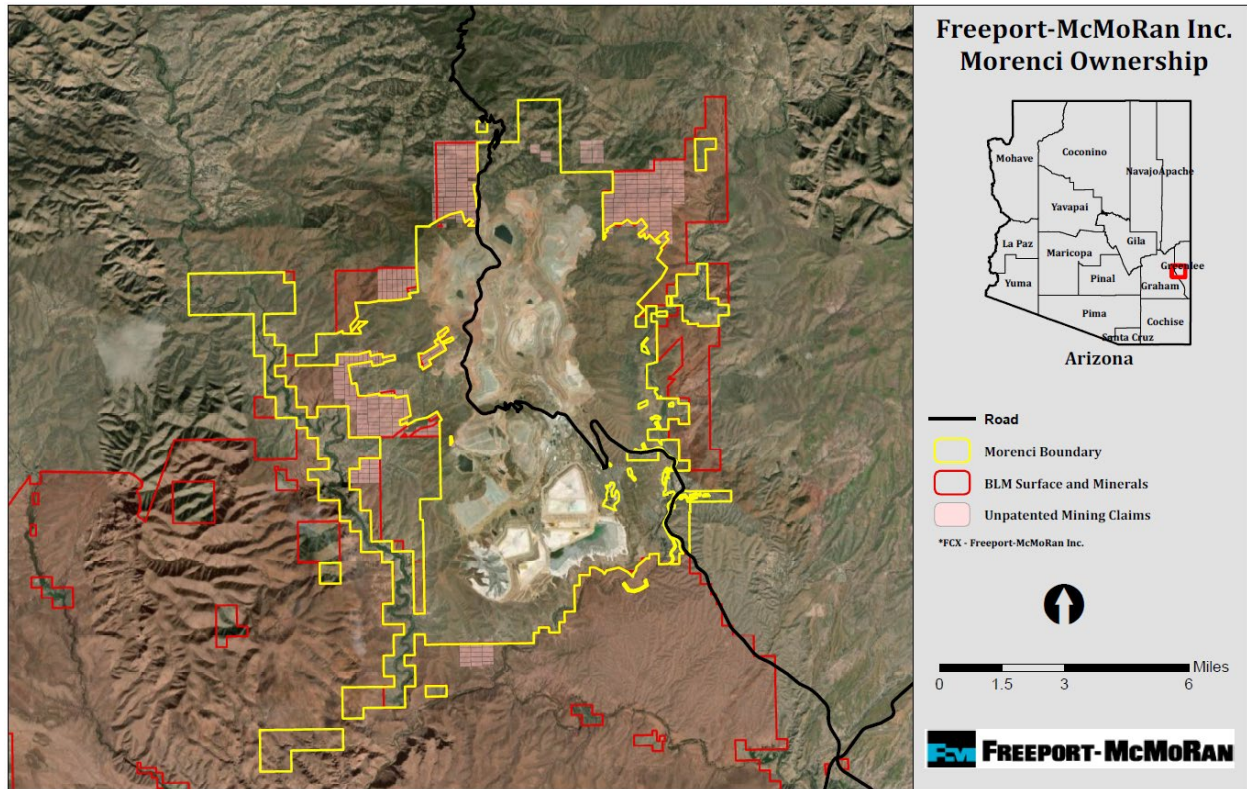 Freeport-McMoRan Inc.
Morenci Ownership
Mohave
Coconino
Navajo
Apache
Yavapai
La Paz
Gila
Maricopa
Greenlee
Pinal
Yuma
Graham
Pima
Cochise
Santa Cruz
Arizona
Road
Morenci Boundary
BLM Surface and Minerals
Unpatented Mining Claims
*FCX - Freeport-McMoRan Inc.
Miles
0 1.5 3 6
FCX FREEPORT-MCMORAN